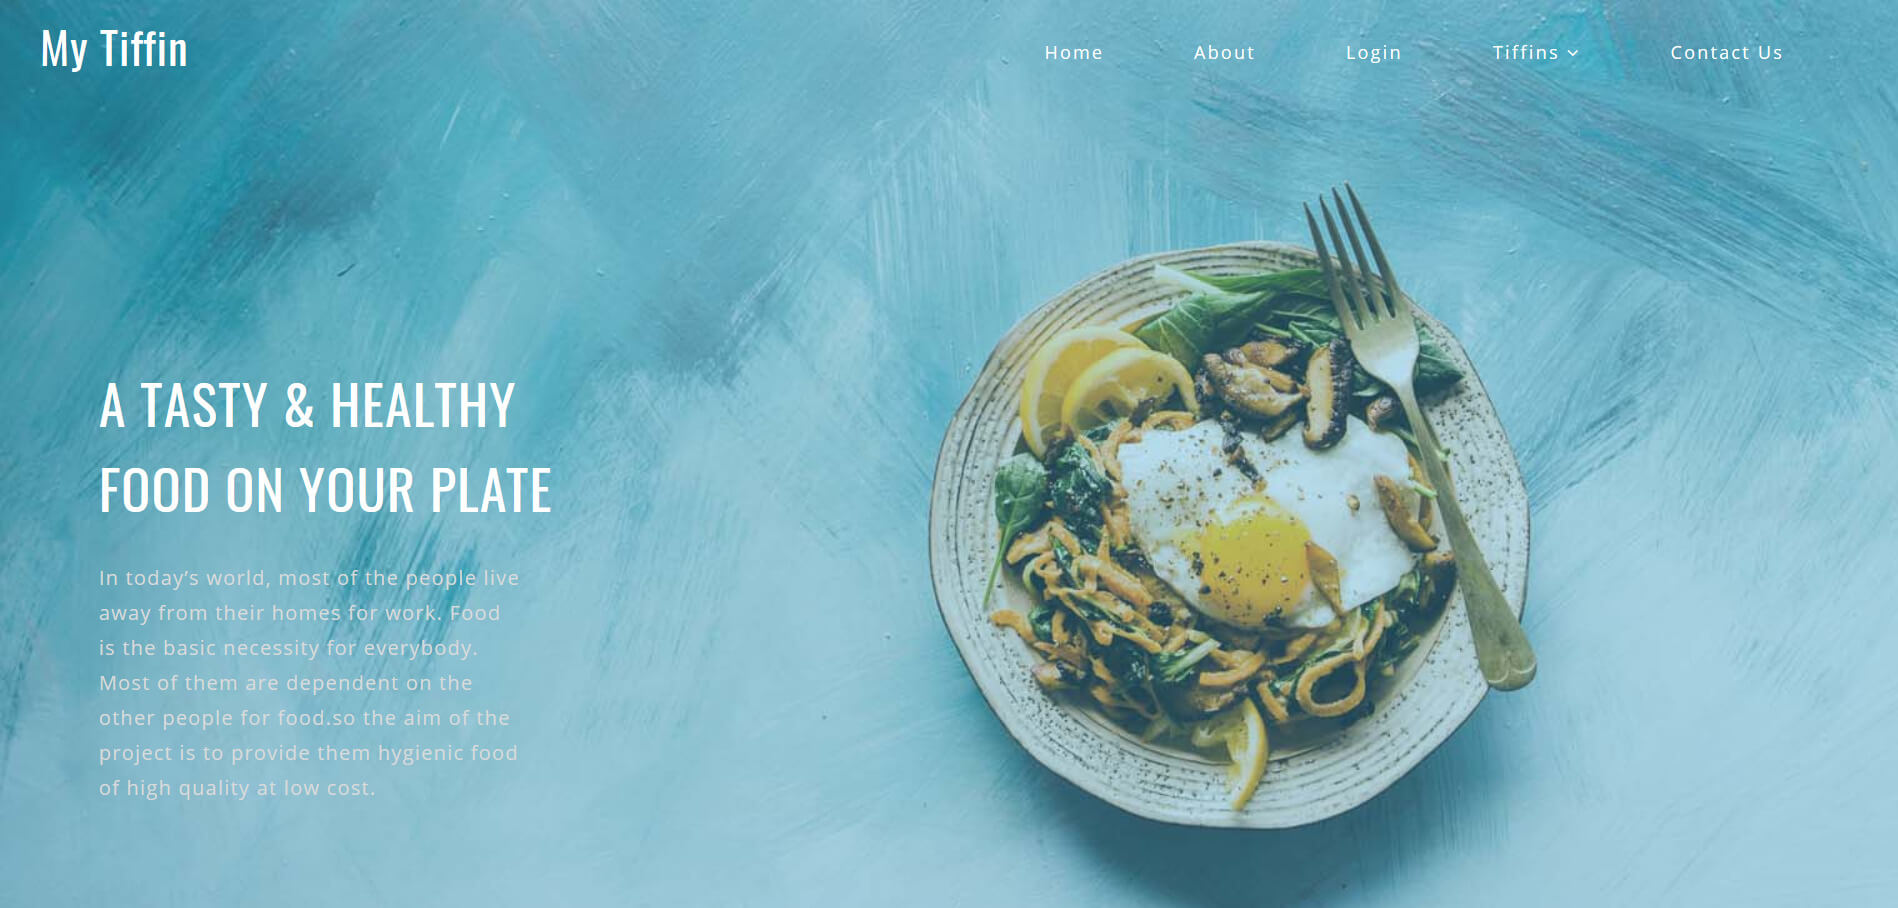 My Tiffin
Home About Login Tiffins Contact Us
A TASTY & HEALTHY
FOOD ON YOUR PLATE
In today’s world, most of the people live
away from their homes for work. Food
is the basic necessity for everybody.
Most of them are dependent on the
other people for food.so the aim of the
project is to provide them hygienic food
of high quality at low cost.